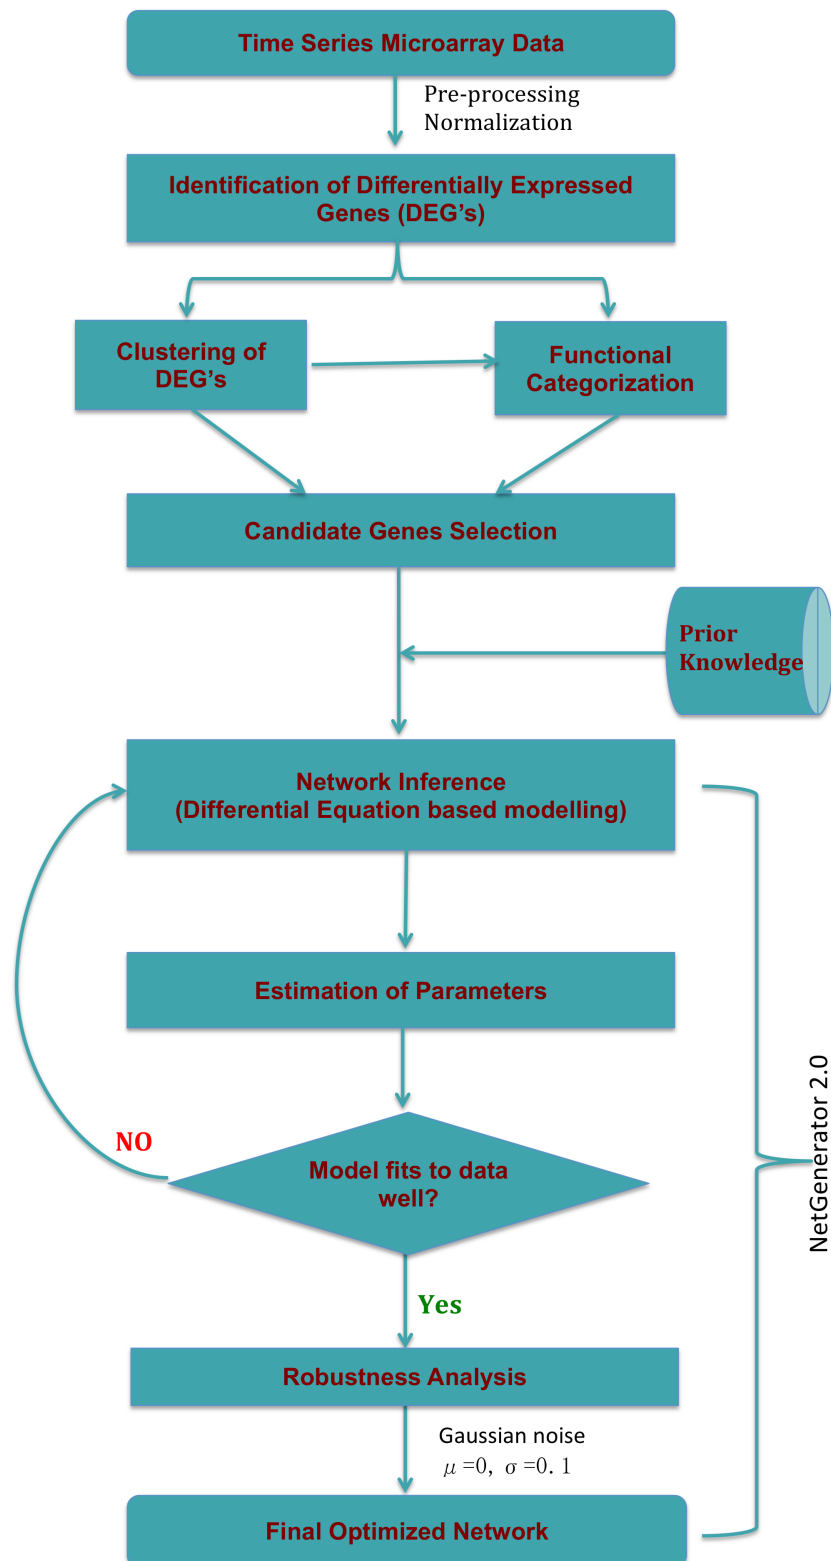 Time Series Microarray Data
Pre-processing
Normalization
Identification of Differentially Expressed
Genes (DEG’s)
Clustering of
DEG’s
Functional
Categorization
Candidate Genes Selection
Prior
Knowledge
Network Inference
(Differential Equation based modelling)
Estimation of Parameters
NO
Model fits to data
well?
Yes
NetGenerator 2.0
Robustness Analysis
Gaussian noise
μ =0, σ =0. 1
Final Optimized Network